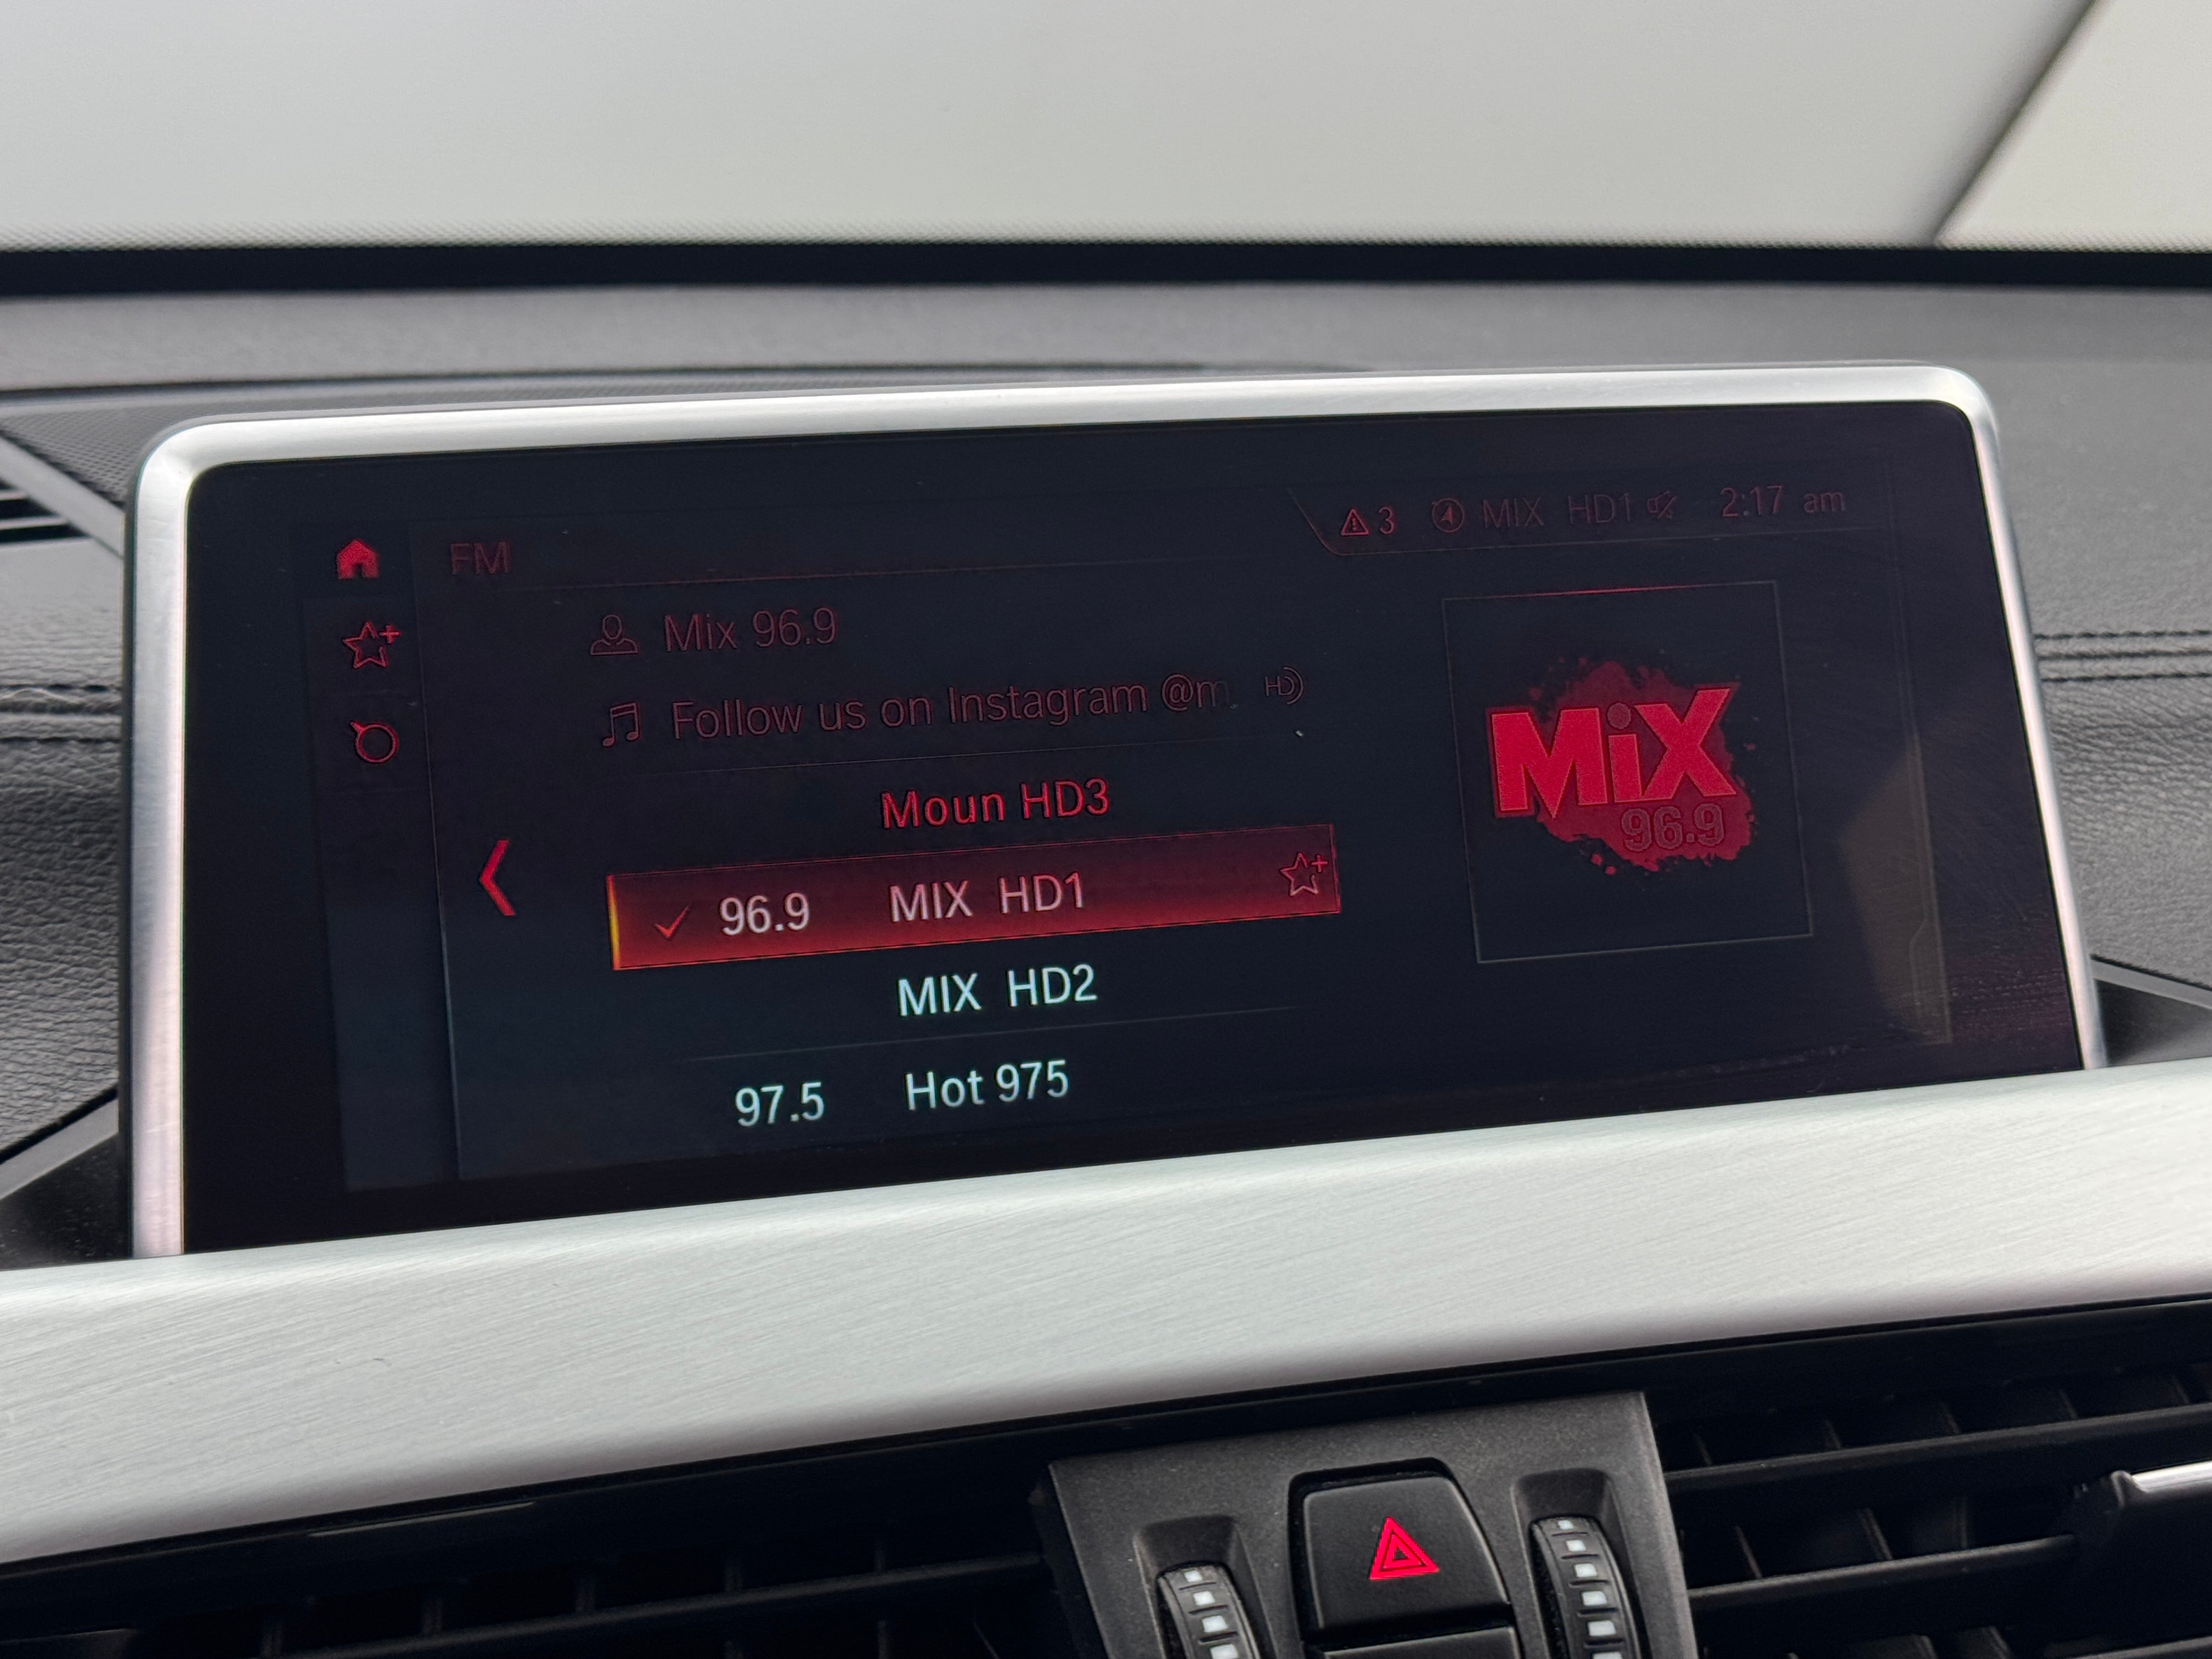 FM
3 MIX HD1 2:17 am
Mix 96.9
Follow us on Instagram @m
HD
Moun HD3
96.9 MIX HD1
MIX HD2
97.5 Hot 975
MiX
96.9